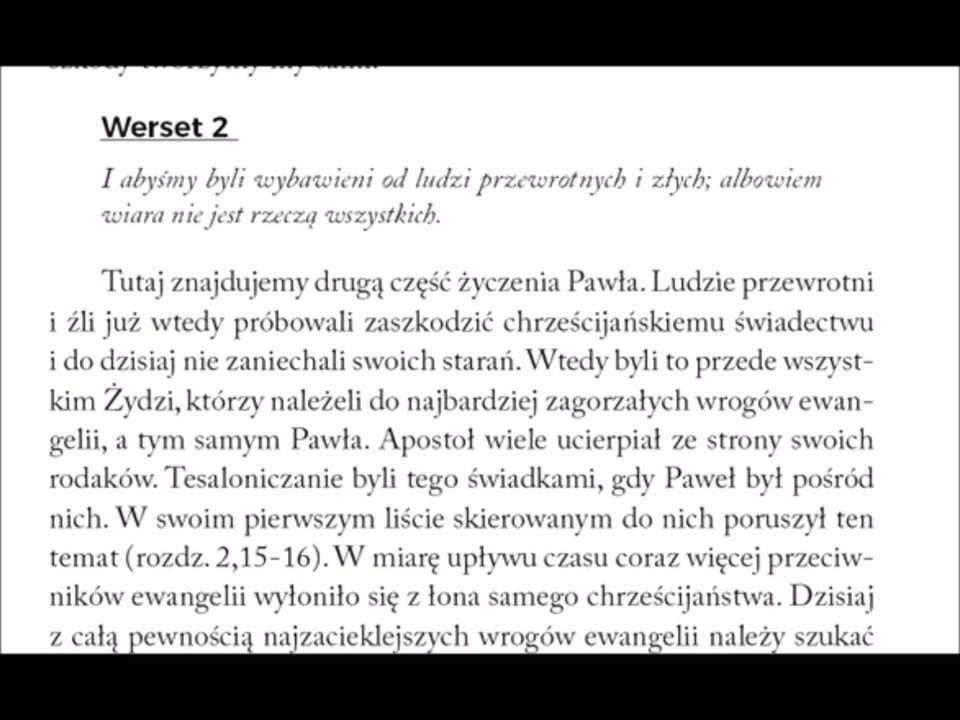 Werset 2
I abyśmy byli wybawieni od ludzi przewrotnych i złych; albowiem
wiara nie jest rzeczą wszystkich.
Tutaj znajdujemy drugą część życzenia Pawła. Ludzie przewrotni
i źli już wtedy próbowali zaszkodzić chrześcijańskiemu świadectwu
i do dzisiaj nie zaniechali swoich starań. Wtedy byli to przede wszyst-
kim Żydzi, którzy należeli do najbardziej zagorzałych wrogów ewan-
gelii, a tym samym Pawła. Apostoł wiele ucierpiał ze strony swoich
rodaków. Tesaloniczanie byli tego świadkami, gdy Paweł był pośród
nich. W swoim pierwszym liście skierowanym do nich poruszył ten
temat (rozdz. 2,15-16). W miarę upływu czasu coraz więcej przeciw-
ników ewangelii wyłoniło się z łona samego chrześcijaństwa. Dzisiaj
z całą pewnością najzacieklejszych wrogów ewangelii należy szukać